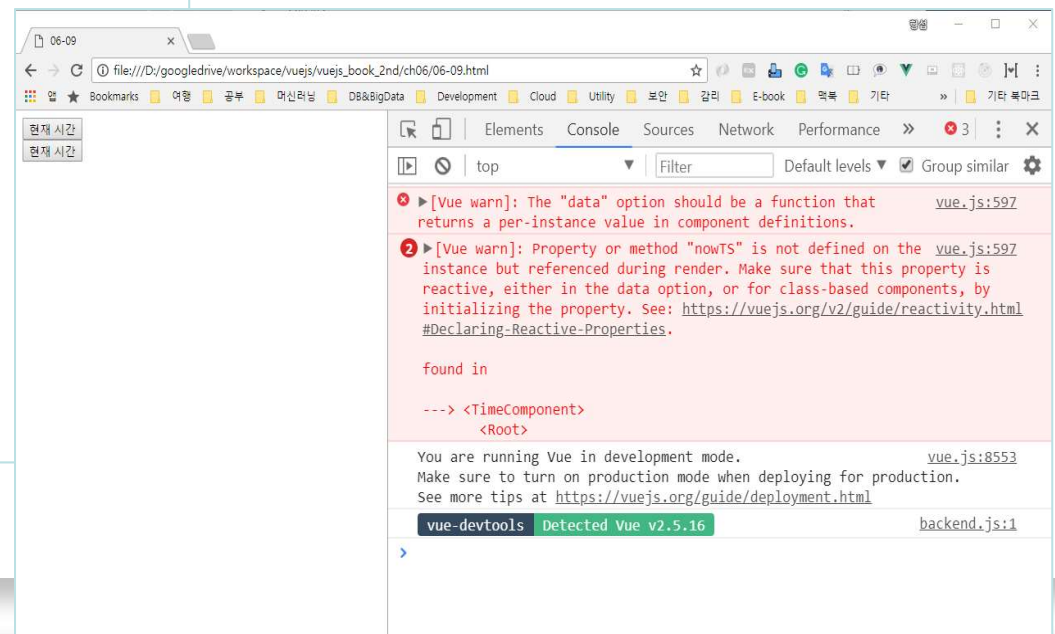 06-09
file:///D:/googledrive/workspace/vuejs/vuejs_book_2nd/ch06/06-09.html
앱 Bookmarks 여행 공부 머신러닝 DB&BigData Development Cloud Utility 보안 감리 E-book 맥북 기타 » 기타 북마크
현재 시간
현재 시간
Elements Console Sources Network Performance » 3
top Filter Default levels ▼ Group similar
[Vue warn]: The "data" option should be a function that vue.js:597
returns a per-instance value in component definitions.
2 [Vue warn]: Property or method "nowTS" is not defined on the vue.js:597
instance but referenced during render. Make sure that this property is
reactive, either in the data option, or for class-based components, by
initializing the property. See: https://vuejs.org/v2/guide/reactivity.html
#Declaring-Reactive-Properties.
found in
---> <TimeComponent>
<Root>
You are running Vue in development mode. vue.js:8553
Make sure to turn on production mode when deploying for production.
See more tips at https://vuejs.org/guide/deployment.html
vue-devtools Detected Vue v2.5.16 backend.js:1